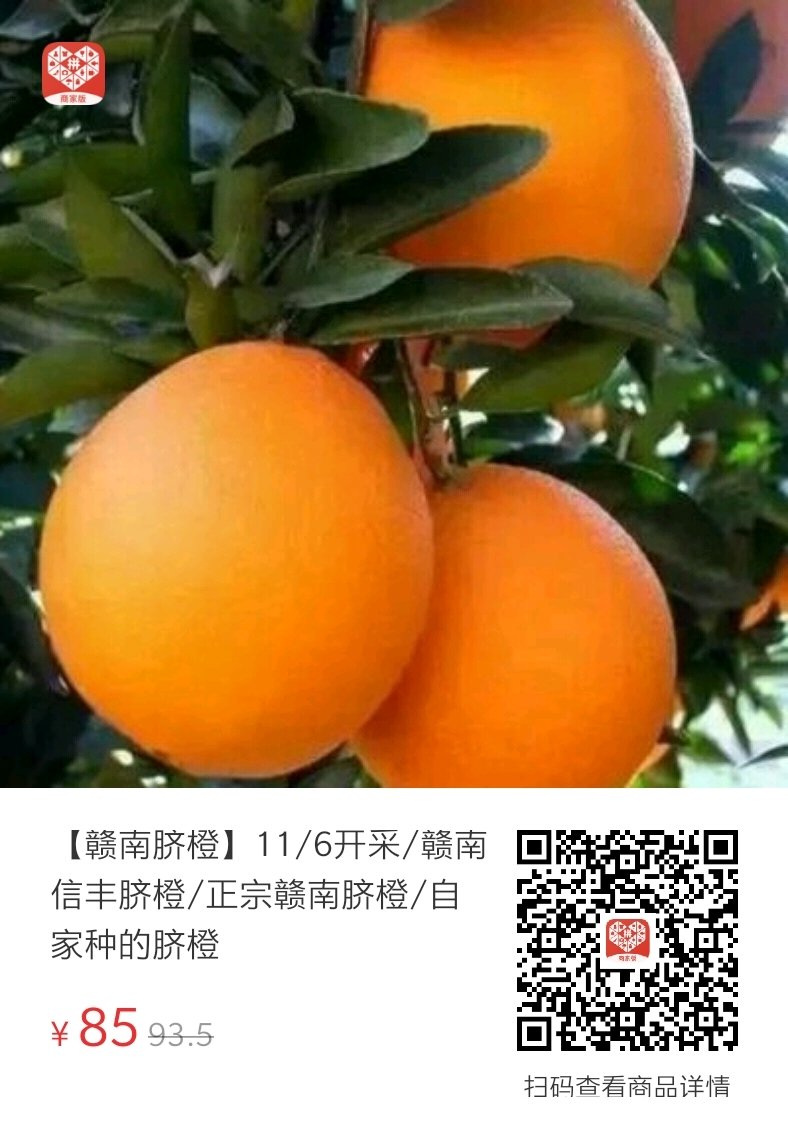 拼
商家版
【赣南脐橙】11/6开采/赣南
信丰脐橙/正宗赣南脐橙/自
家种的脐橙
¥85 93.5
拼
商家版
扫码查看商品详情